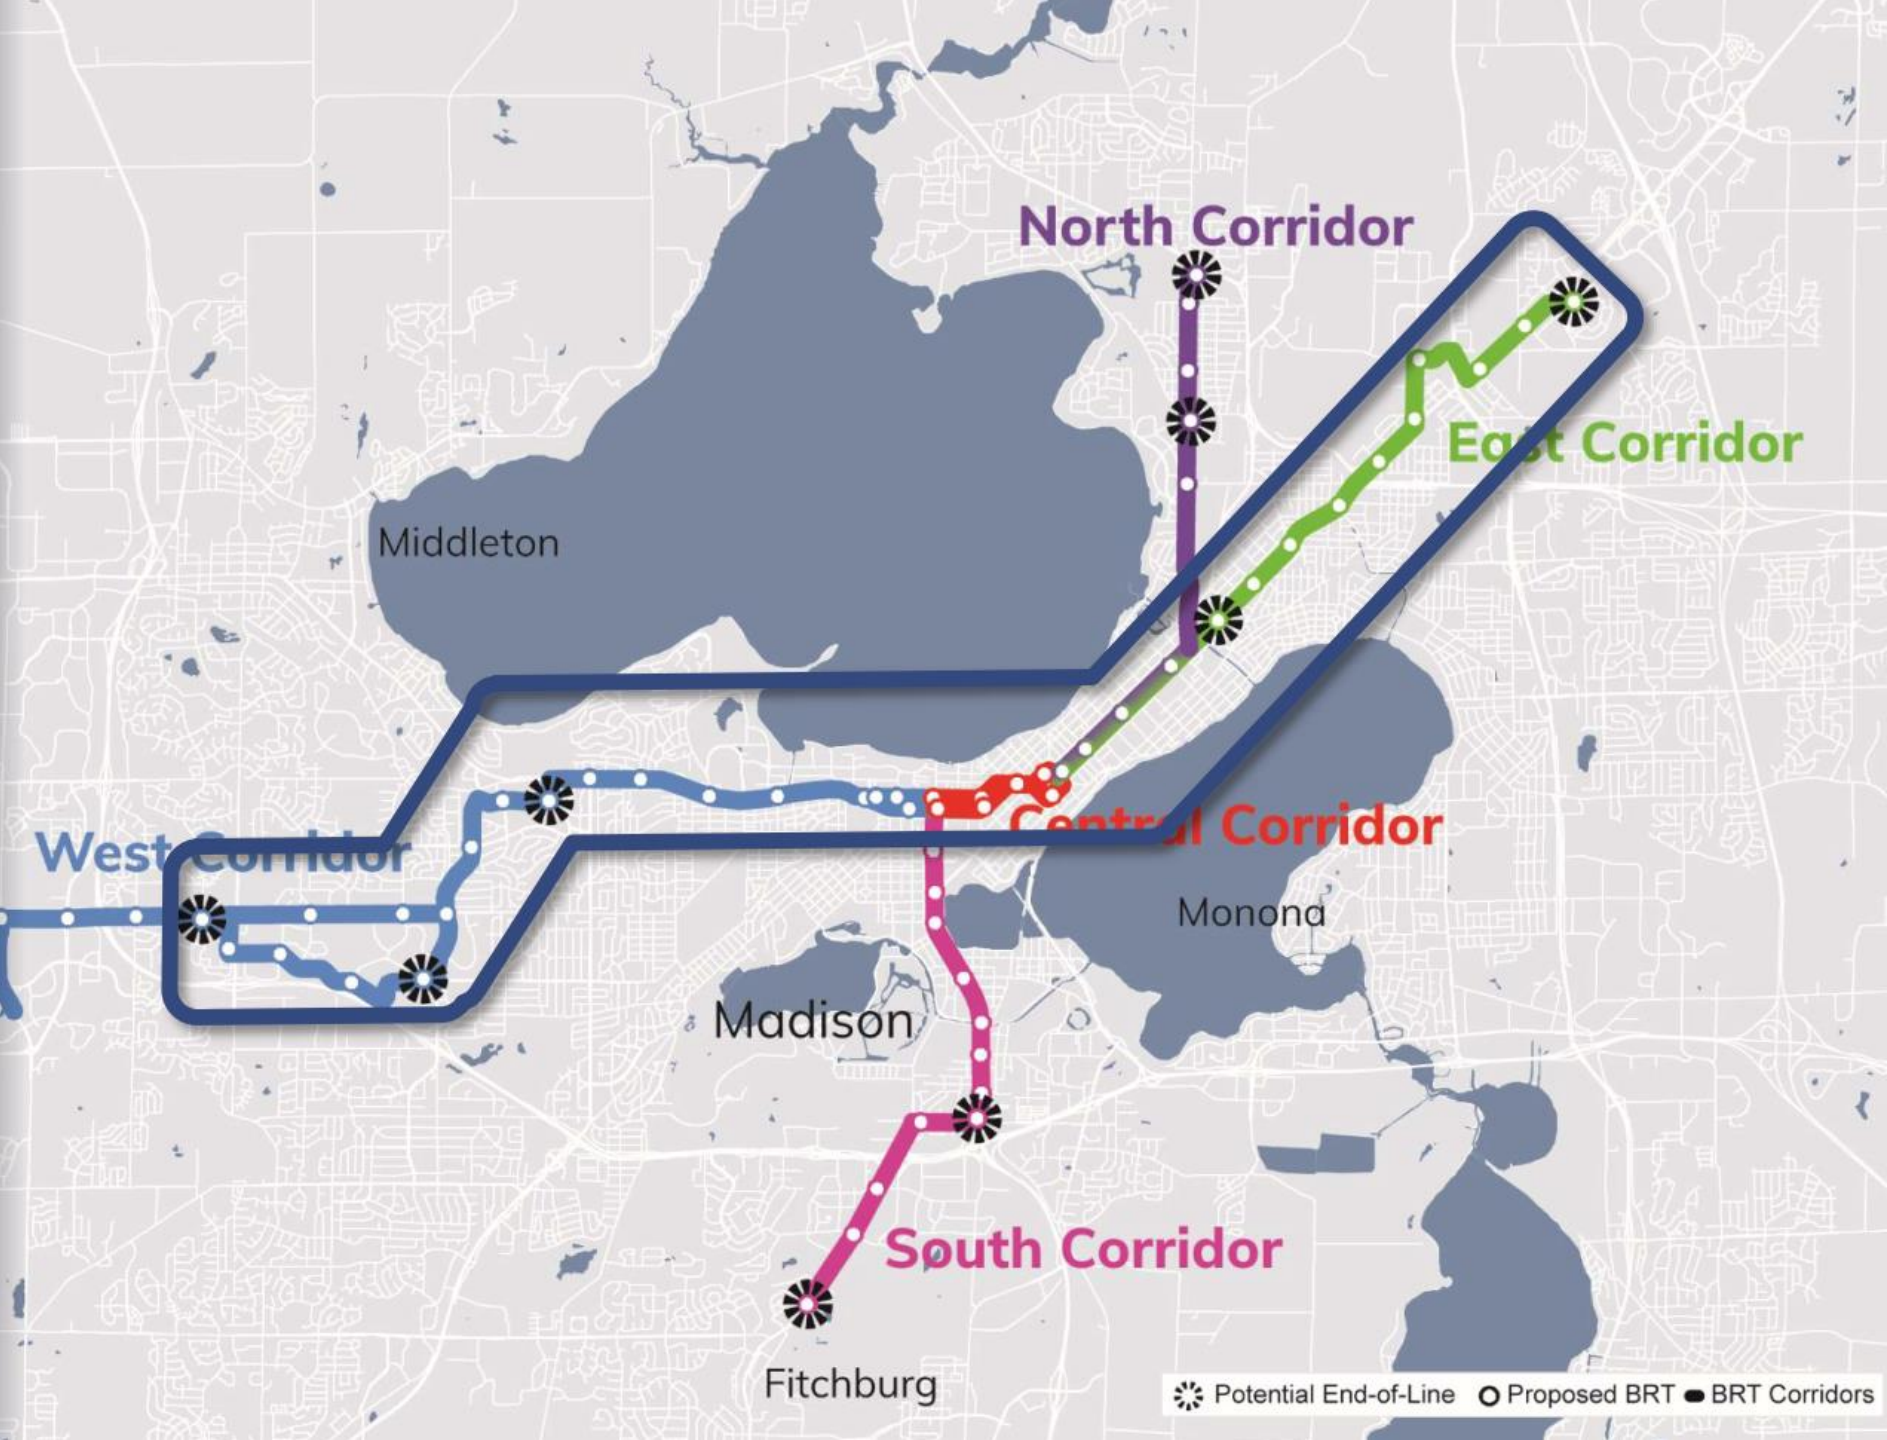 North Corridor
East Corridor
Middleton
West Corridor
Central Corridor
Monona
Madison
South Corridor
Fitchburg
Potential End-of-Line Proposed BRT BRT Corridors